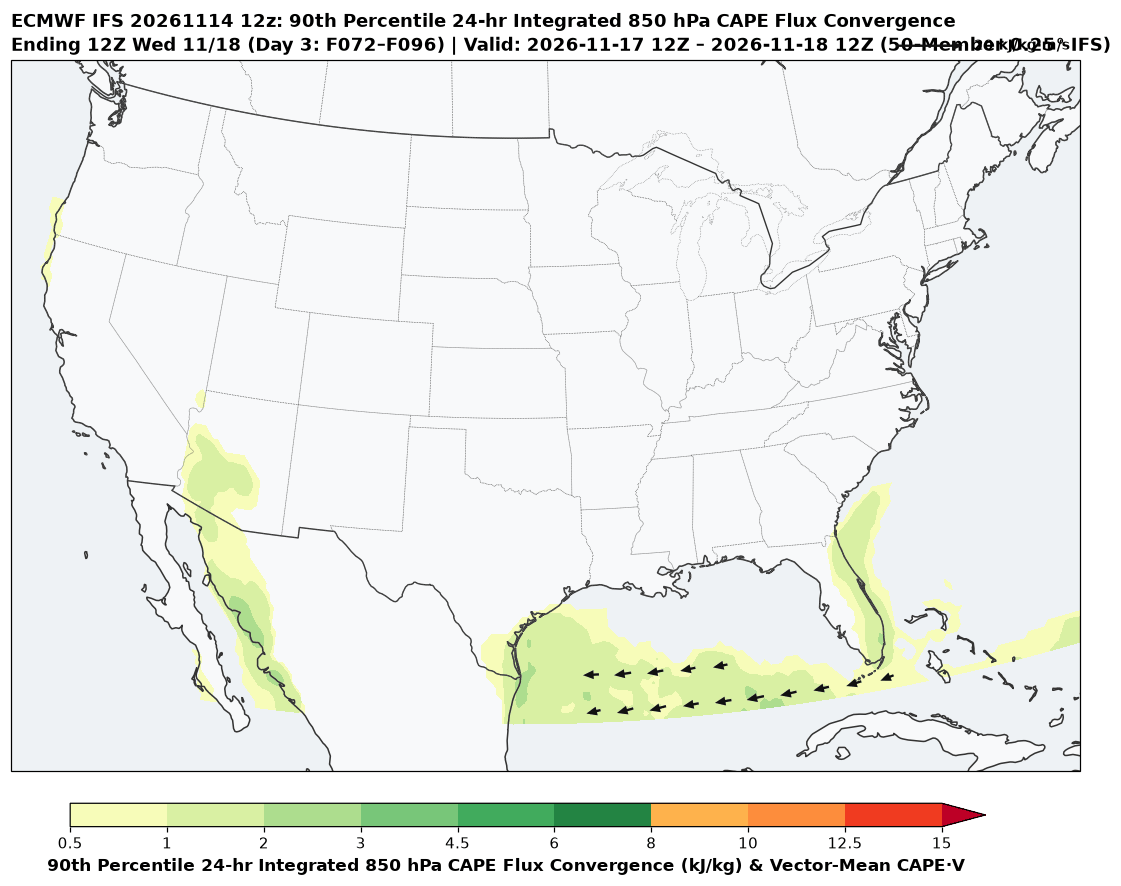 ECMWF IFS 20261114 12z: 90th Percentile 24-hr Integrated 850 hPa CAPE Flux Convergence
Ending 12Z Wed 11/18 (Day 3: F072–F096) | Valid: 2026-11-17 12Z – 2026-11-18 12Z (50-Member 0.25° IFS)
0.5 1 2 3 4.5 6 8 10 12.5 15
90th Percentile 24-hr Integrated 850 hPa CAPE Flux Convergence (kJ/kg) & Vector-Mean CAPE·V